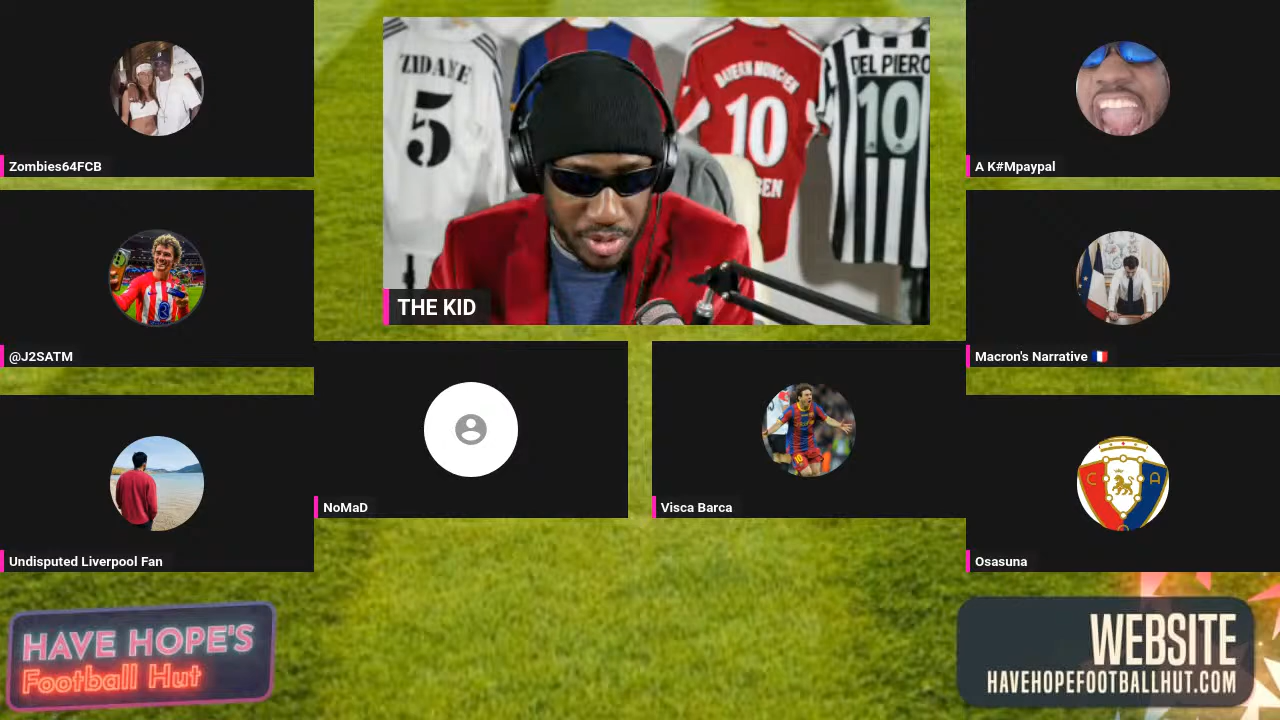 Zombies64FCB
ZIDANE
5
BAYERN MÜNCHEN
10
DEL PIERO
10
THE KID
A K#Mpaypal
@J2SATM
Macron's Narrative 🇫🇷
NoMaD
Visca Barca
Undisputed Liverpool Fan
Osasuna
HAVE HOPE'S
Football Hut
WEBSITE
HAVEHOPEFOOTBALLHUT.COM